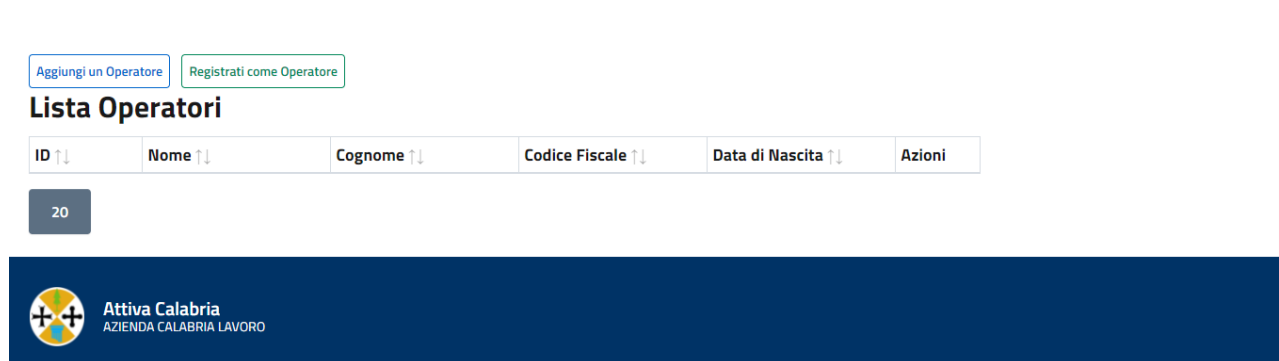 Aggiungi un Operatore Registrati come Operatore
Lista Operatori
ID ↑↓ Nome ↑↓ Cognome ↑↓ Codice Fiscale ↑↓ Data di Nascita ↑↓ Azioni
20
Attiva Calabria
AZIENDA CALABRIA LAVORO